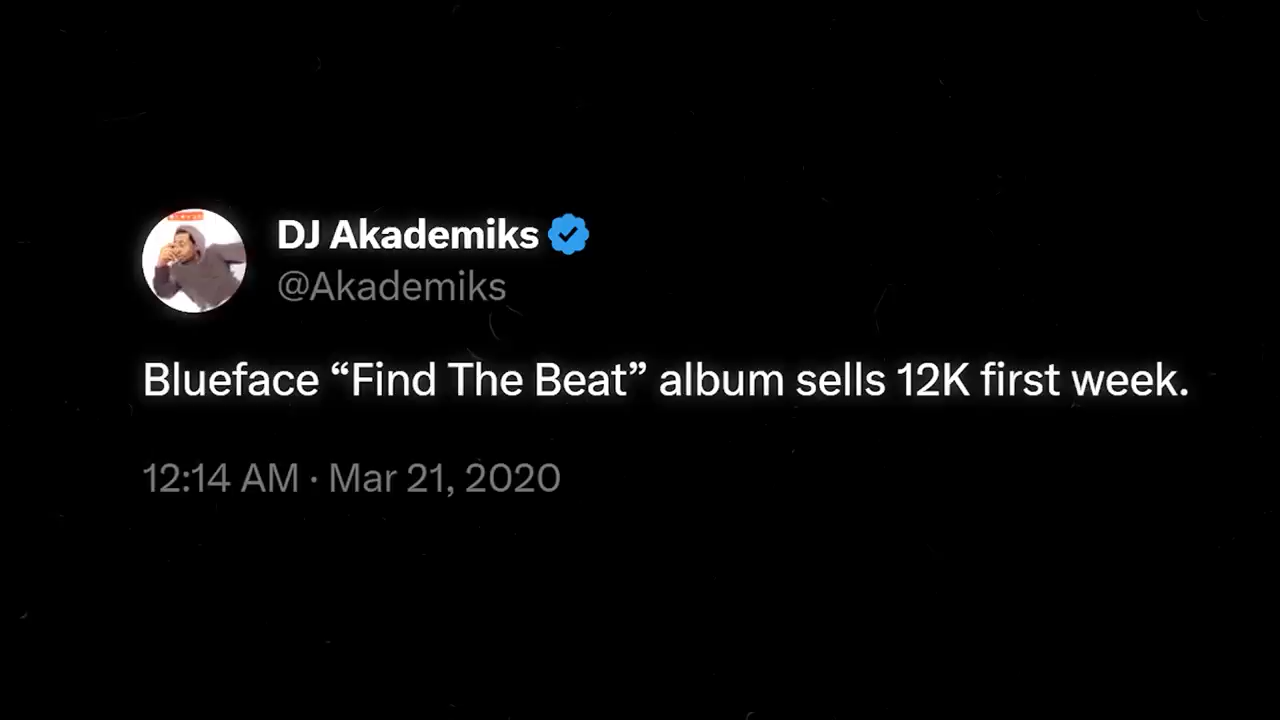 DJ Akademiks
@Akademiks
Blueface “Find The Beat” album sells 12K first week.
12:14 AM · Mar 21, 2020